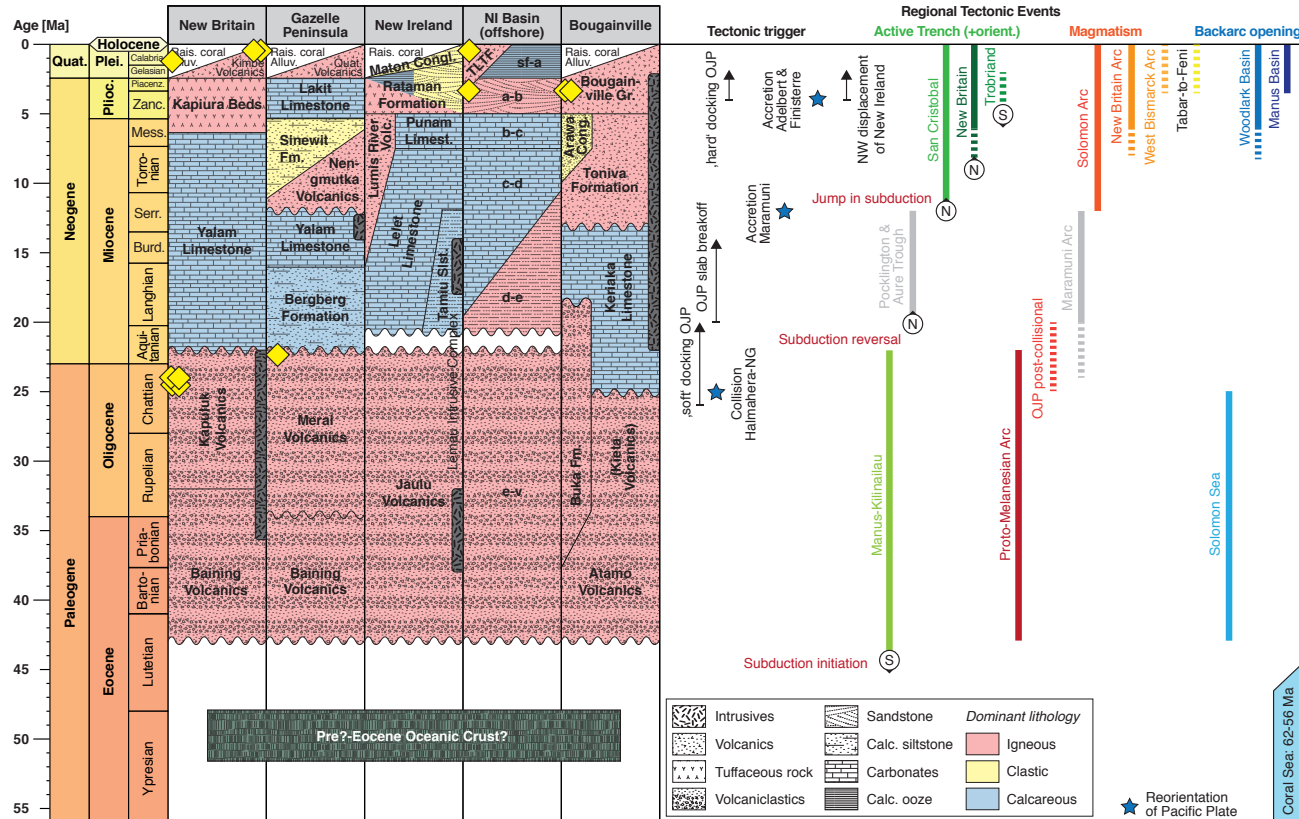 Age [Ma]
New Britain
Gazelle
Peninsula
New Ireland
NI Basin
(offshore)
Bougainville
Regional Tectonic Events
Tectonic trigger
Active Trench (+orient.)
Magmatism
Backarc opening
0
5
10
15
20
25
30
35
40
45
50
55
Quat.
Neogene
Paleogene
Holocene
Plei.
Plioc.
Miocene
Oligocene
Eocene
Calabria
Gelasian
Piacenz.
Zanc.
Mess.
Torro-
nian
Serr.
Burd.
Langhian
Aqui-
tanian
Chattian
Rupelian
Pria-
bonian
Barto-
nian
Lutetian
Ypresian
Rais. coral
Alluv.
Kimbe
Volcanics
Kapiura Beds
Yalam
Limestone
Kapuluk
Volcanics
Baining
Volcanics
Rais. coral
Alluv.
Quat.
Volcanics
Lakit
Limestone
Sinewit
Fm.
Nen-
gmutka
Volcanics
Yalam
Limestone
Bergberg
Formation
Merai
Volcanics
Baining
Volcanics
Rais. coral
Maton Congl.
Rataman
Formation
Punam
Limest.
Lumis River
Volc.
Lelet
Limestone
Tamiu Sist.
Lemau Intrusive-Complex
Jaulu
Volcanics
TLTF
sf-a
a-b
b-c
c-d
d-e
e-v
Rais. coral
Alluv.
Bougain-
ville Gr.
Arawa
Cong.
Toniva
Formation
Keriaka
Limestone
Buka Fm.
(Kieta
Volcanics)
Atamo
Volcanics
Pre?-Eocene Oceanic Crust?
‚hard' docking OJP
Accretion
Adelbert &
Finisterre
NW displacement
of New Ireland
Accretion
Maramuni
OJP slab breakoff
‚soft' docking OJP
Collision
Halmahera-NG
San Cristobal
New Britain
Trobriand
S
N
N
Jump in subduction
Pocklington &
Aure Trough
N
Subduction reversal
Manus-Kilinailau
S
Subduction initiation
Solomon Arc
New Britain Arc
West Bismarck Arc
Tabar-to-Feni
Maramuni Arc
OJP post-collisional
Proto-Melanesian Arc
Woodlark Basin
Manus Basin
Solomon Sea
Coral Sea: 62-56 Ma
Intrusives
Volcanics
Tuffaceous rock
Volcaniclastics
Sandstone
Calc. siltstone
Carbonates
Calc. ooze
Dominant lithology
Igneous
Clastic
Calcareous
Reorientation
of Pacific Plate